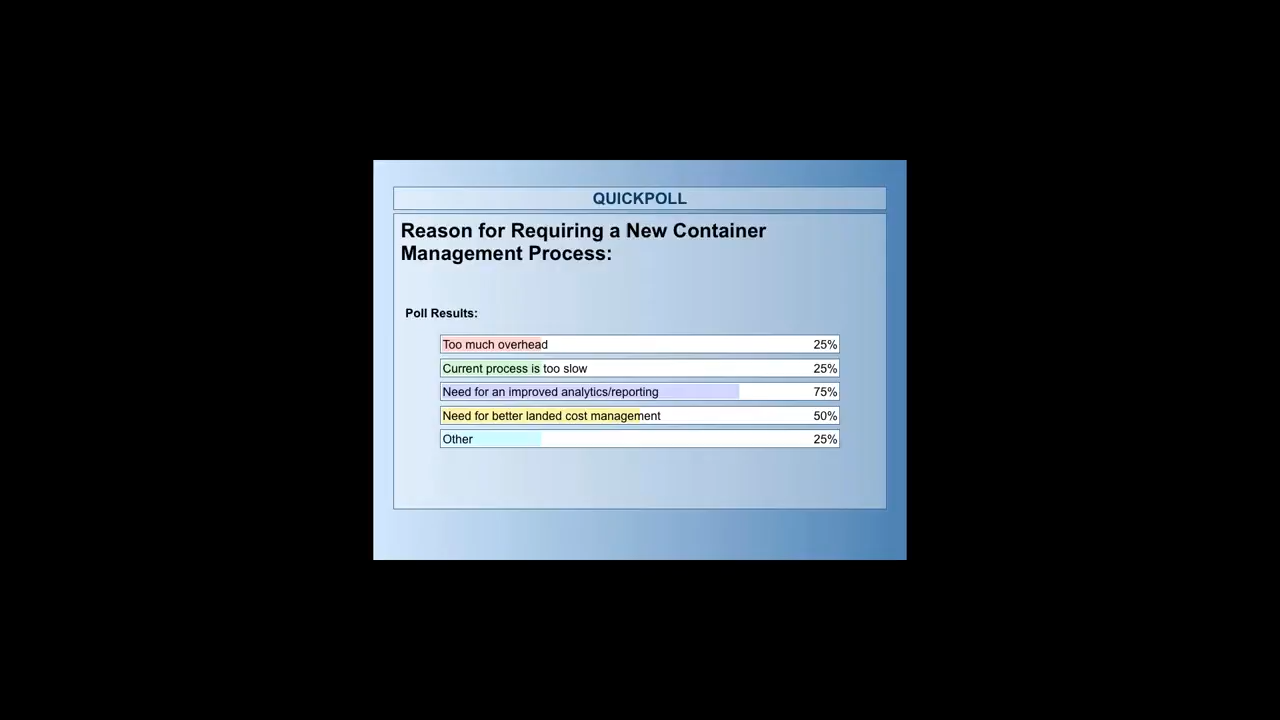 QUICKPOLL
Reason for Requiring a New Container
Management Process:
Poll Results:
Too much overhead 25%
Current process is too slow 25%
Need for an improved analytics/reporting 75%
Need for better landed cost management 50%
Other 25%